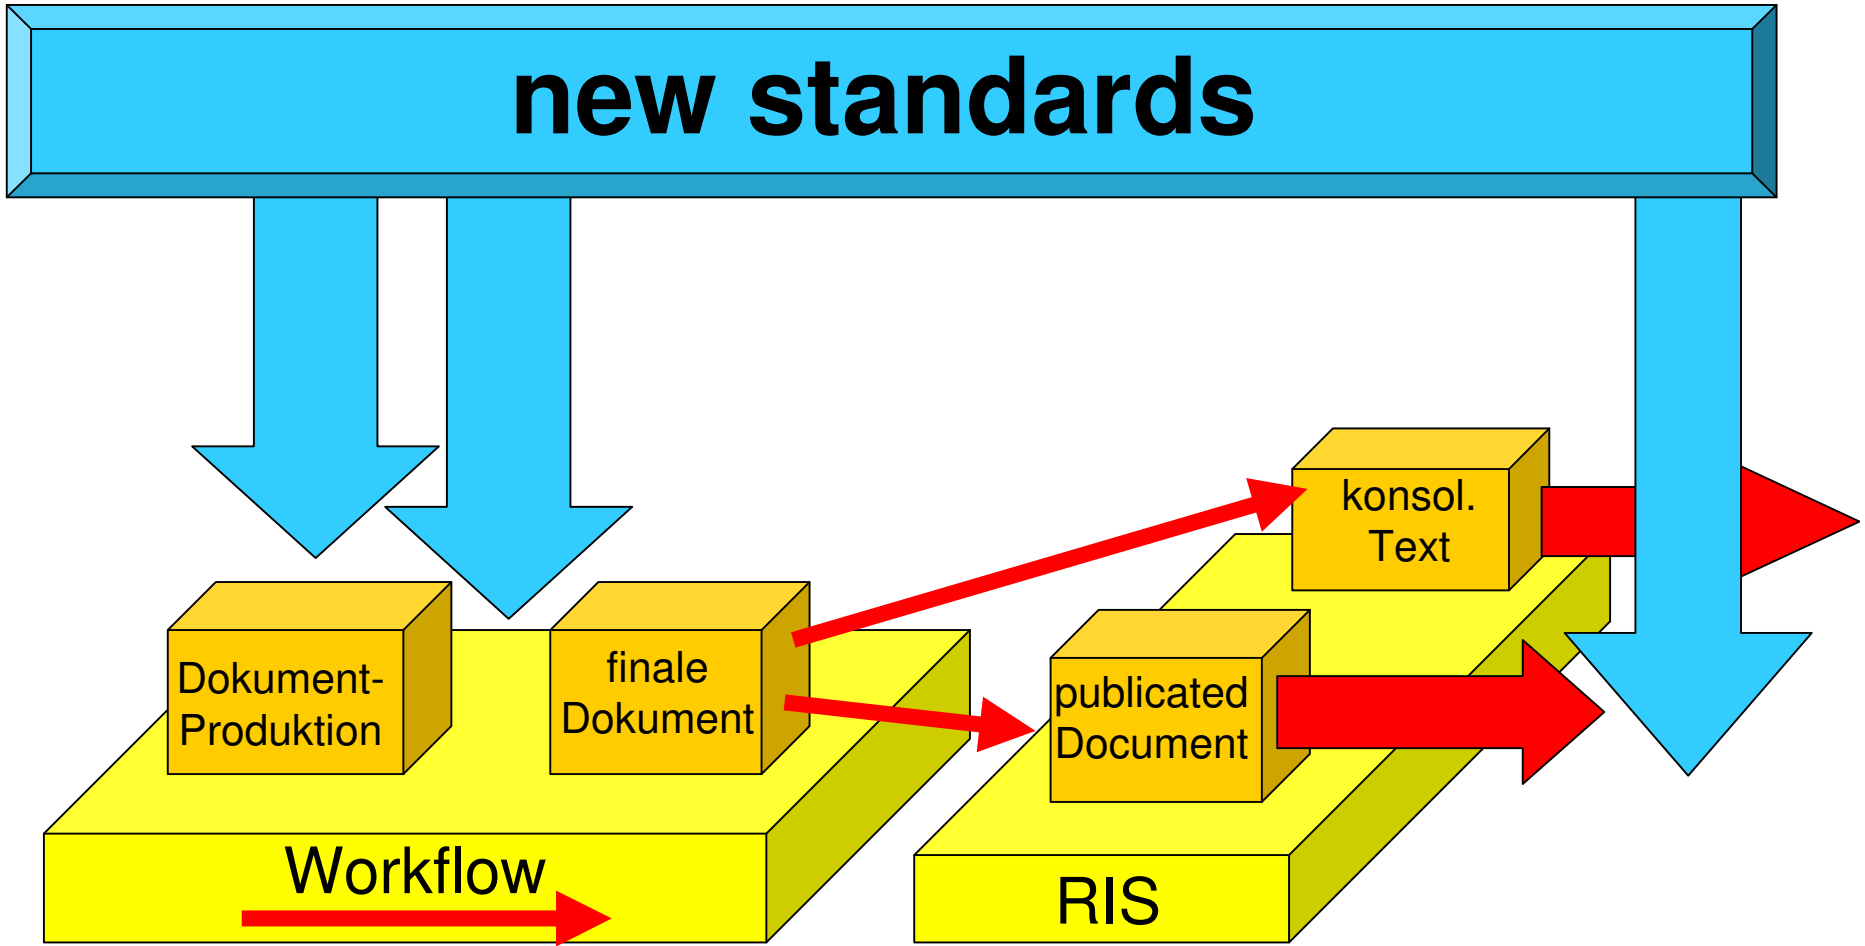 new standards
Dokument-
Produktion
finale
Dokument
konsol.
Text
publicated
Document
Workflow
RIS